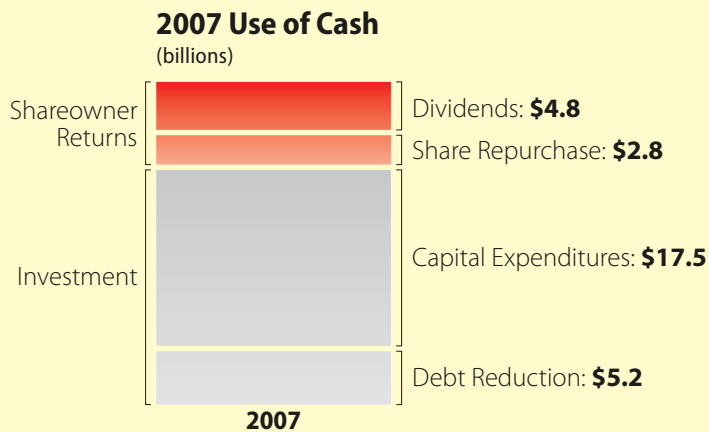 2007 Use of Cash
(billions)
Shareowner
Returns
Dividends: $4.8
Share Repurchase: $2.8
Investment
Capital Expenditures: $17.5
Debt Reduction: $5.2
2007